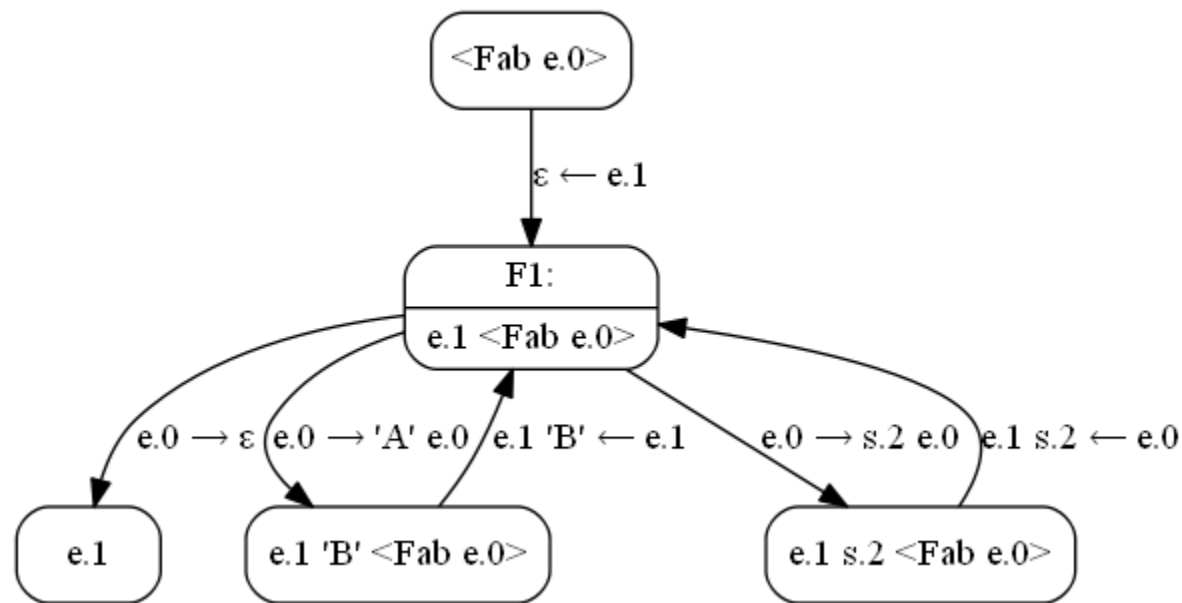 <Fab e.0>
ε ← e.1
F1:
e.1 <Fab e.0>
e.0 → ε
e.0 → 'A' e.0
e.1 'B' ← e.1
e.0 → s.2 e.0
e.1 s.2 ← e.0
e.1
e.1 'B' <Fab e.0>
e.1 s.2 <Fab e.0>